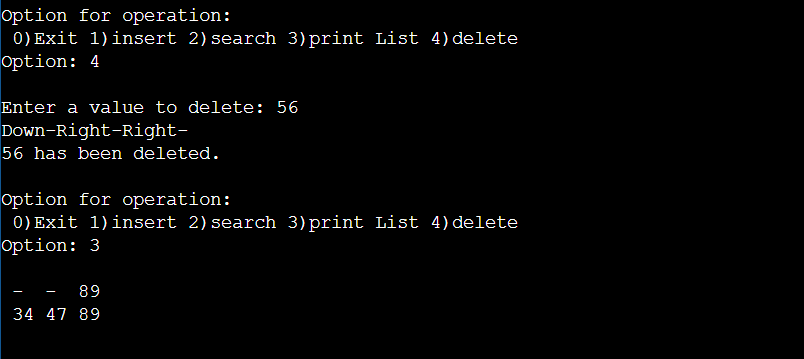 Option for operation:
 0)Exit 1)insert 2)search 3)print List 4)delete
Option: 4
Enter a value to delete: 56
Down-Right-Right-
56 has been deleted.
Option for operation:
 0)Exit 1)insert 2)search 3)print List 4)delete
Option: 3
 -  -  89
 34 47 89